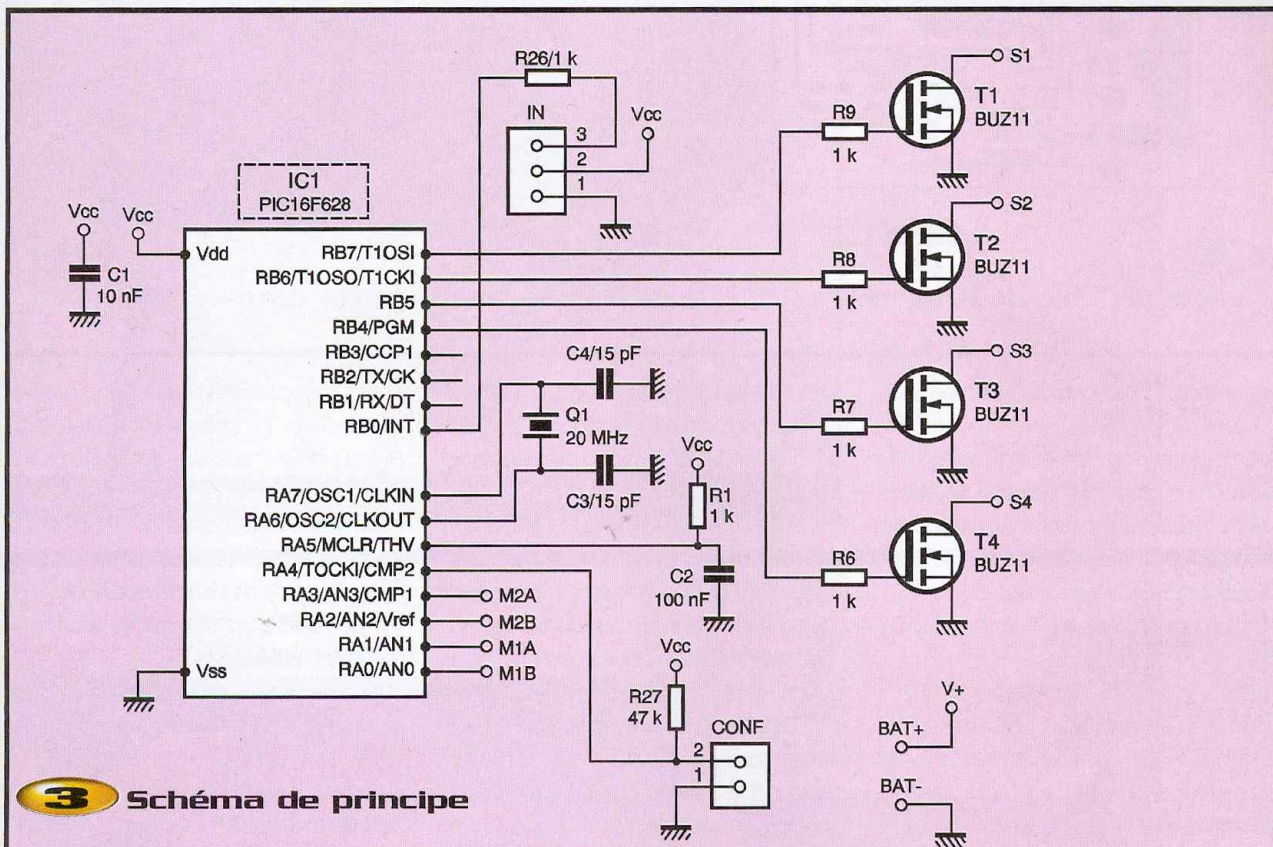 R26/1 k
IN
Vcc
3
2
1
IC1
PIC16F628
Vcc
Vcc
C1
10 nF
Vdd
Vss
RB7/T1OSI
RB6/T1OSO/T1CKI
RB5
RB4/PGM
RB3/CCP1
RB2/TX/CK
RB1/RX/DT
RB0/INT
RA7/OSC1/CLKIN
RA6/OSC2/CLKOUT
RA5/MCLR/THV
RA4/TOCKI/CMP2
RA3/AN3/CMP1
RA2/AN2/Vref
RA1/AN1
RA0/AN0
M2A
M2B
M1A
M1B
C4/15 pF
Q1
20 MHz
C3/15 pF
Vcc
R1
1 k
C2
100 nF
Vcc
R27
47 k
CONF
2
1
R9
1 k
S1
T1
BUZ11
R8
1 k
S2
T2
BUZ11
R7
1 k
S3
T3
BUZ11
R6
1 k
S4
T4
BUZ11
V+
BAT+
BAT-
3 Schéma de principe